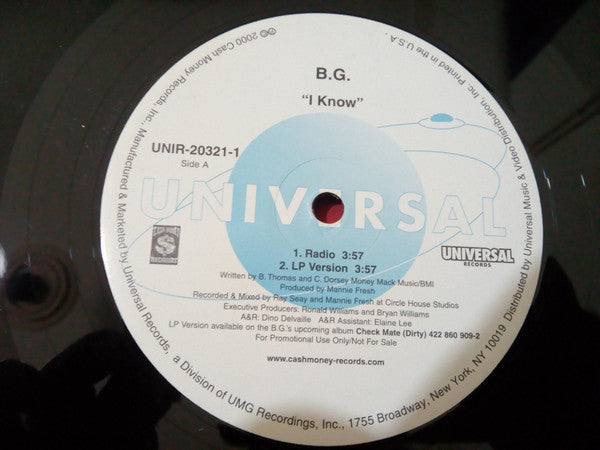 B.G.
“I Know”
UNIR-20321-1
Side A
UNIVERSAL
CASH MONEY
RECORDS
UNIVERSAL
RECORDS
1. Radio 3:57
2. LP Version 3:57
Written by B. Thomas and C. Dorsey Money Mack Music/BMI
Produced by Mannie Fresh
Recorded & Mixed by Ray Seay and Mannie Fresh at Circle House Studios
Executive Producers: Ronald Williams and Bryan Williams
A&R: Dino Delvaille A&R Assistant: Elaine Lee
LP Version available on the B.G.'s upcoming album Check Mate (Dirty) 422 860 909-2
For Promotional Use Only/Not For Sale
www.cashmoney-records.com
℗© 2000 Cash Money Records, Inc., Manufactured & Marketed by Universal Records, a Division of UMG Recordings, Inc., 1755 Broadway, New York, NY 10019 Distributed by Universal Music & Video Distribution, Inc. Printed in the U.S.A.